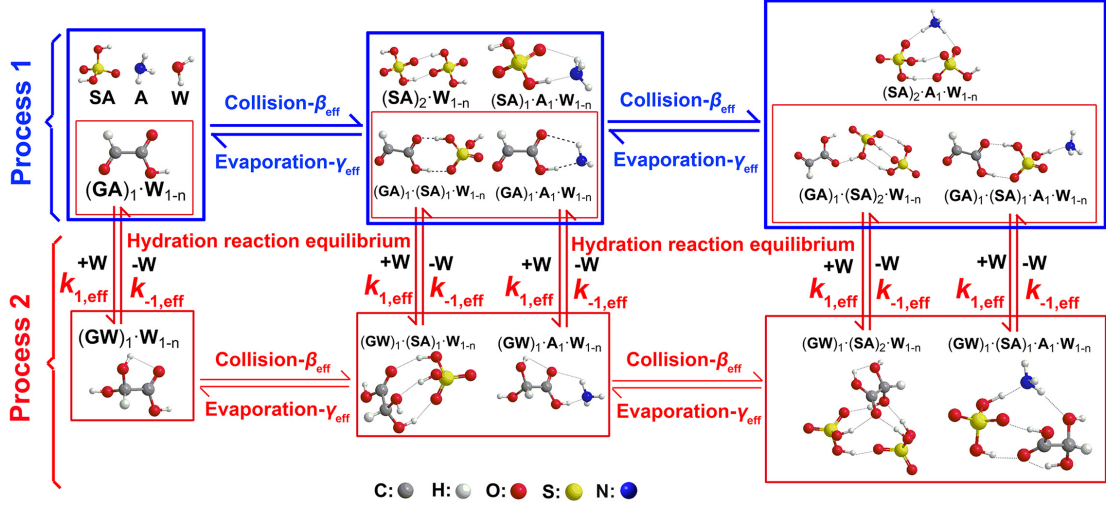 Process 1
SA A W
(GA)₁·W₁₋ₙ
Collision-βeff
Evaporation-γeff
(SA)₂·W₁₋ₙ (SA)₁·A₁·W₁₋ₙ
(GA)₁·(SA)₁·W₁₋ₙ (GA)₁·A₁·W₁₋ₙ
Collision-βeff
Evaporation-γeff
(SA)₂·A₁·W₁₋ₙ
(GA)₁·(SA)₂·W₁₋ₙ (GA)₁·(SA)₁·A₁·W₁₋ₙ
Hydration reaction equilibrium
Hydration reaction equilibrium
+W -W
k1,eff k-1,eff
+W -W
k1,eff k-1,eff
+W -W
k1,eff k-1,eff
+W -W
k1,eff k-1,eff
+W -W
k1,eff k-1,eff
Process 2
(GW)₁·W₁₋ₙ
Collision-βeff
Evaporation-γeff
(GW)₁·(SA)₁·W₁₋ₙ (GW)₁·A₁·W₁₋ₙ
Collision-βeff
Evaporation-γeff
(GW)₁·(SA)₂·W₁₋ₙ (GW)₁·(SA)₁·A₁·W₁₋ₙ
C: H: O: S: N: